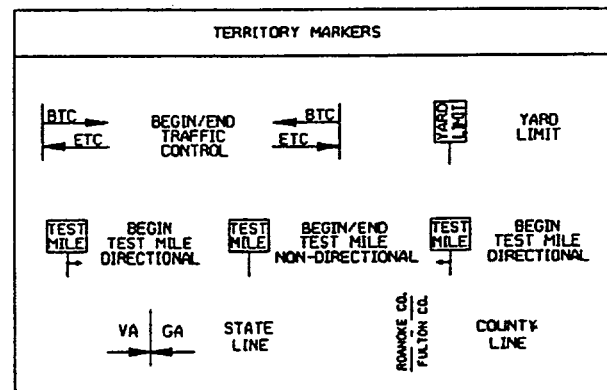 TERRITORY MARKERS
BTC
ETC
BEGIN/END
TRAFFIC
CONTROL
BTC
ETC
YARD
LIMIT
YARD
LIMIT
TEST
MILE
BEGIN
TEST MILE
DIRECTIONAL
TEST
MILE
BEGIN/END
TEST MILE
NON-DIRECTIONAL
TEST
MILE
BEGIN
TEST MILE
DIRECTIONAL
VA
GA
STATE
LINE
ROANOKE CO.
FULTON CO.
COUNTY
LINE